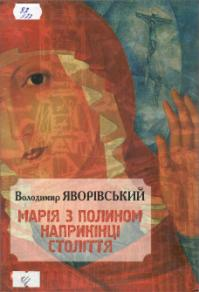 Володимир ЯВОРІВСЬКИЙ
МАРІЯ З ПОЛИНОМ
НАПРИКІНЦІ
СТОЛІТТЯ